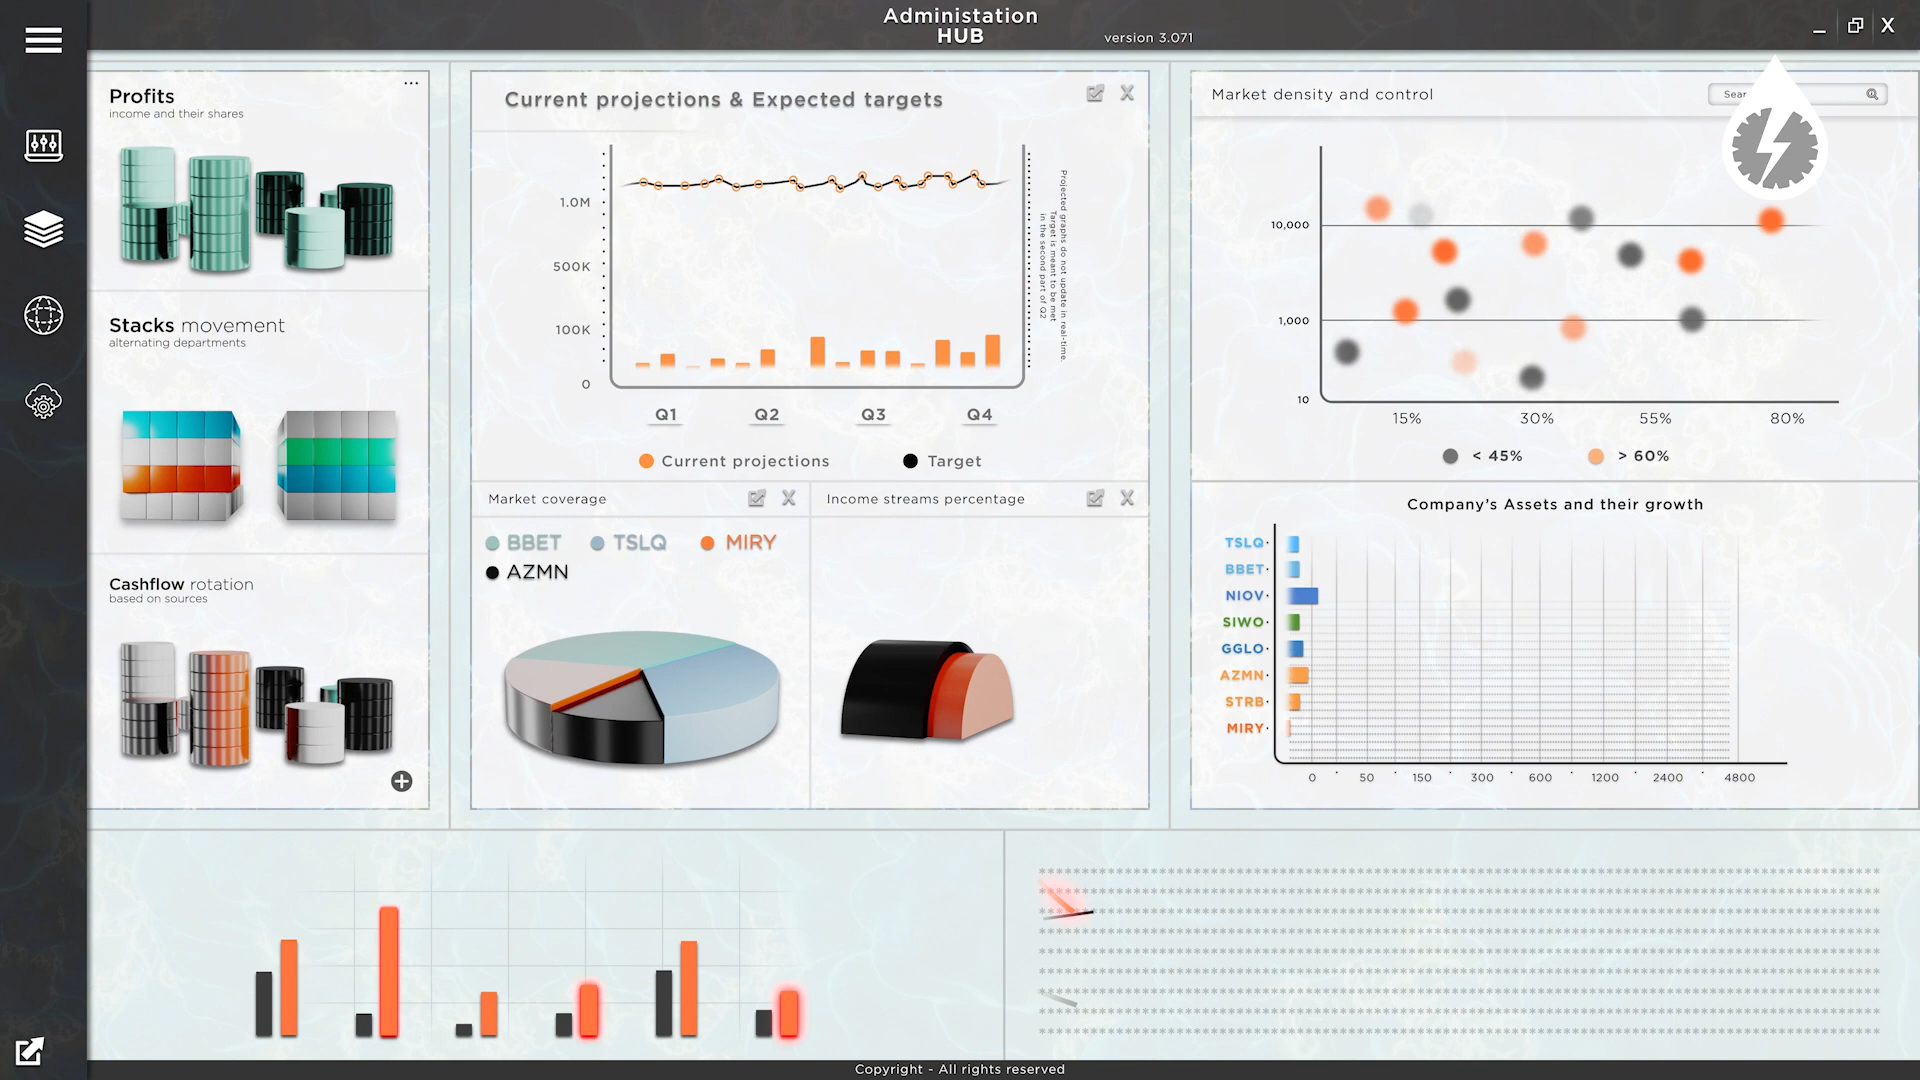 Administation
HUB
version 3.071
Profits
income and their shares
Stacks movement
alternating departments
Cashflow rotation
based on sources
Current projections & Expected targets
1.0M
500K
100K
0
Projected graphs do not update in real-time.
Target is meant to be met
in the second part of Q2
Q1 Q2 Q3 Q4
Current projections Target
Market coverage
BBET TSLQ MIRY
AZMN
Income streams percentage
Market density and control
10,000
1,000
10
15% 30% 55% 80%
< 45% > 60%
Company's Assets and their growth
TSLQ
BBET
NIOV
SIWO
GGLO
AZMN
STRB
MIRY
0 50 150 300 600 1200 2400 4800
Copyright - All rights reserved